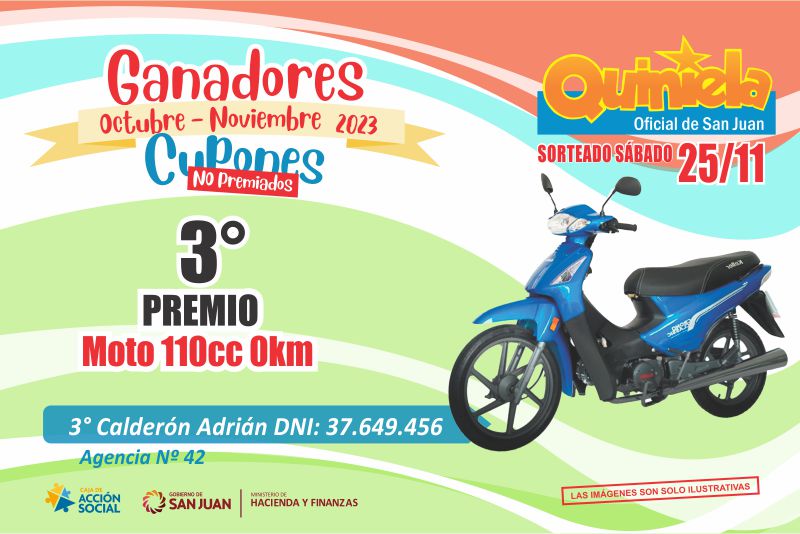 Ganadores
Octubre - Noviembre 2023
Cupones
NO Premiados
Quiniela
Oficial de San Juan
SORTEADO SÁBADO 25/11
3°
PREMIO
Moto 110cc 0km
3° Calderón Adrián DNI: 37.649.456
Agencia Nº 42
CAJA DE
ACCIÓN
SOCIAL
GOBIERNO DE
SAN JUAN
MINISTERIO DE
HACIENDA Y FINANZAS
LAS IMÁGENES SON SOLO ILUSTRATIVAS